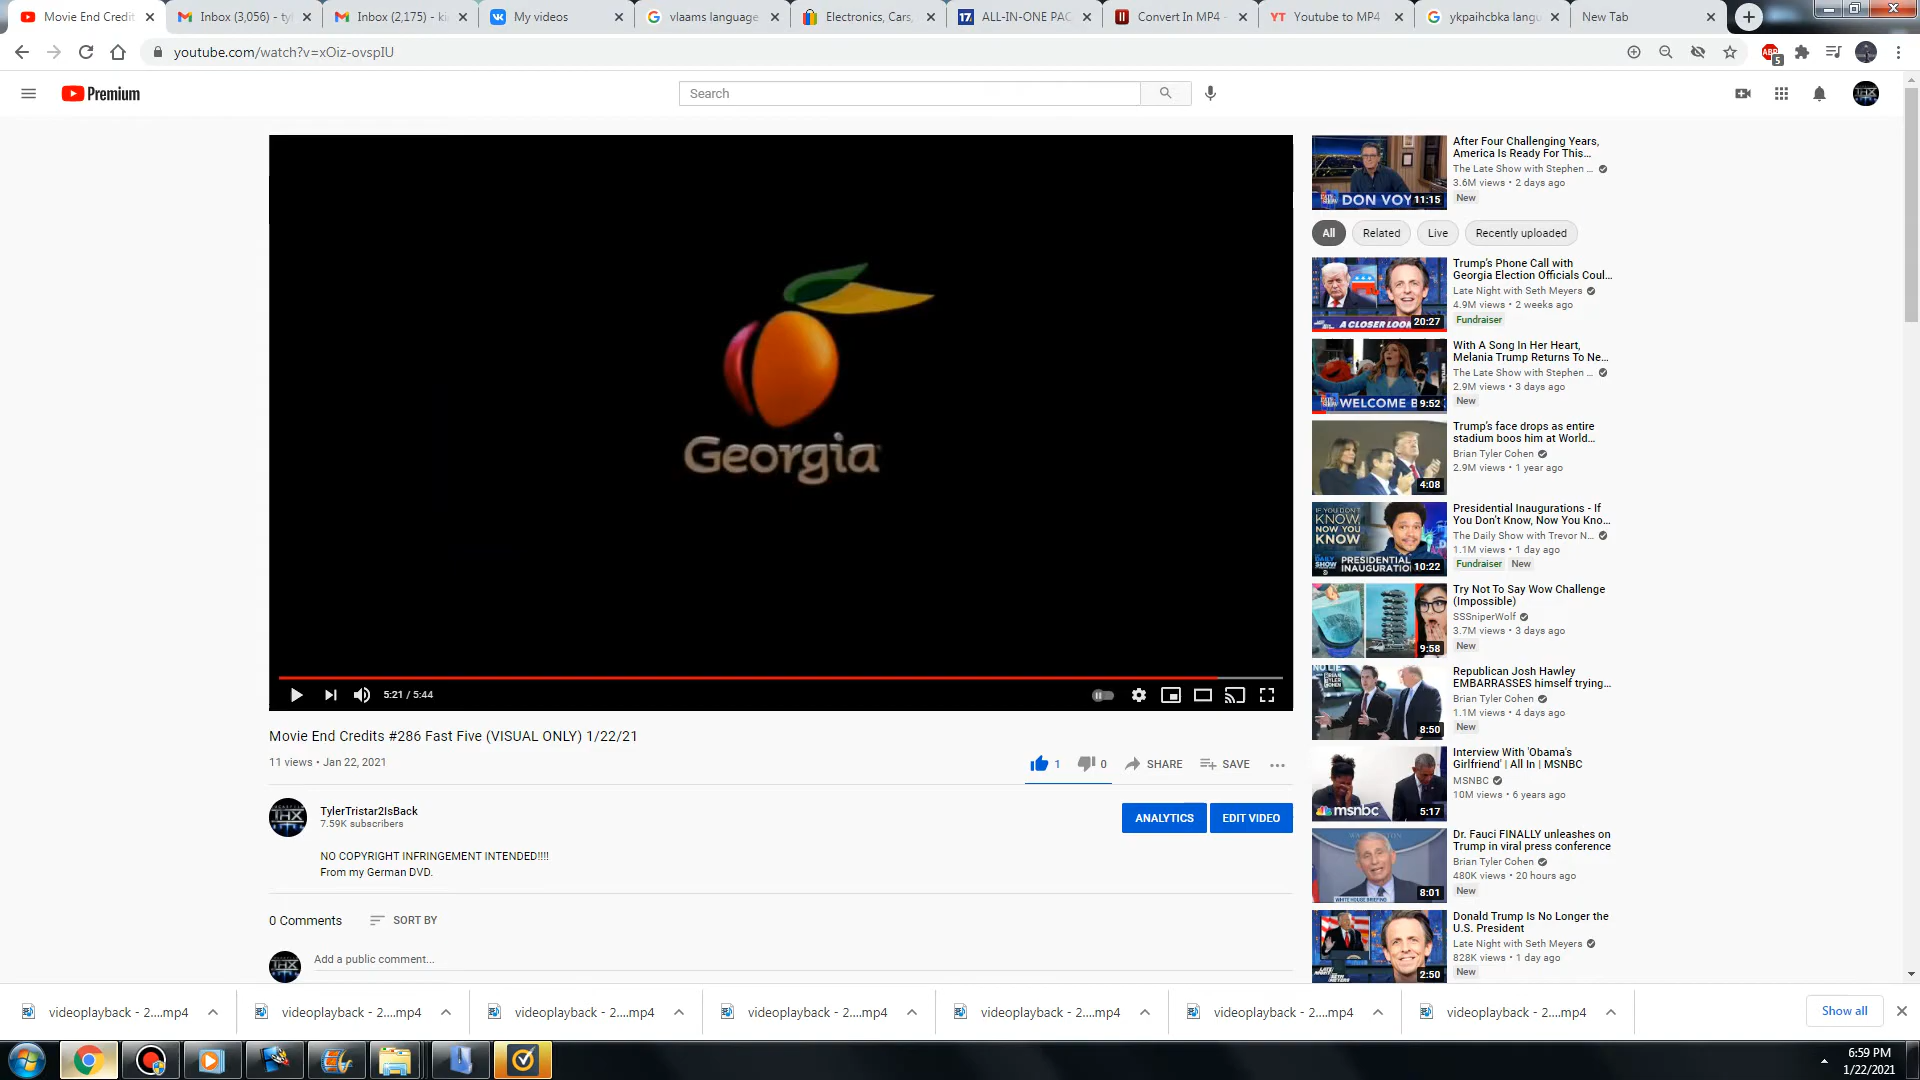 Movie End Credit
Inbox (3,056) - ty
Inbox (2,175) - ki
My videos
vlaams language
Electronics, Cars,
ALL-IN-ONE PAC
Convert In MP4 -
Youtube to MP4
ykpaihcbka langu
New Tab
youtube.com/watch?v=xOiz-ovspIU
5
Premium
Search
Georgia
5:21 / 5:44
Movie End Credits #286 Fast Five (VISUAL ONLY) 1/22/21
11 views • Jan 22, 2021
1
0
SHARE
SAVE
TylerTristar2IsBack
7.59K subscribers
ANALYTICS
EDIT VIDEO
NO COPYRIGHT INFRINGEMENT INTENDED!!!!
From my German DVD.
0 Comments
SORT BY
Add a public comment...
DON VOY
11:15
After Four Challenging Years,
America Is Ready For This...
The Late Show with Stephen ...
3.6M views • 2 days ago
New
All
Related
Live
Recently uploaded
A CLOSER LOOK
20:27
Trump's Phone Call with
Georgia Election Officials Coul...
Late Night with Seth Meyers
4.9M views • 2 weeks ago
Fundraiser
WELCOME B
9:52
With A Song In Her Heart,
Melania Trump Returns To Ne...
The Late Show with Stephen ...
2.9M views • 3 days ago
New
4:08
Trump's face drops as entire
stadium boos him at World...
Brian Tyler Cohen
2.9M views • 1 year ago
IF YOU DON'T
KNOW,
NOW YOU
KNOW
DAILY
SHOW
PRESIDENTIAL
INAUGURATIO
10:22
Presidential Inaugurations - If
You Don't Know, Now You Kno...
The Daily Show with Trevor N...
1.1M views • 1 day ago
Fundraiser New
9:58
Try Not To Say Wow Challenge
(Impossible)
SSSniperWolf
3.7M views • 3 days ago
New
NO LIE.
8:50
Republican Josh Hawley
EMBARRASSES himself trying...
Brian Tyler Cohen
1.1M views • 4 days ago
New
msnbc
5:17
Interview With 'Obama's
Girlfriend' | All In | MSNBC
MSNBC
10M views • 6 years ago
WHITE HOUSE BRIEFING
8:01
Dr. Fauci FINALLY unleashes on
Trump in viral press conference
Brian Tyler Cohen
480K views • 20 hours ago
New
2:50
Donald Trump Is No Longer the
U.S. President
Late Night with Seth Meyers
828K views • 1 day ago
New
videoplayback - 2....mp4
videoplayback - 2....mp4
videoplayback - 2....mp4
videoplayback - 2....mp4
videoplayback - 2....mp4
videoplayback - 2....mp4
videoplayback - 2....mp4
Show all
6:59 PM
1/22/2021